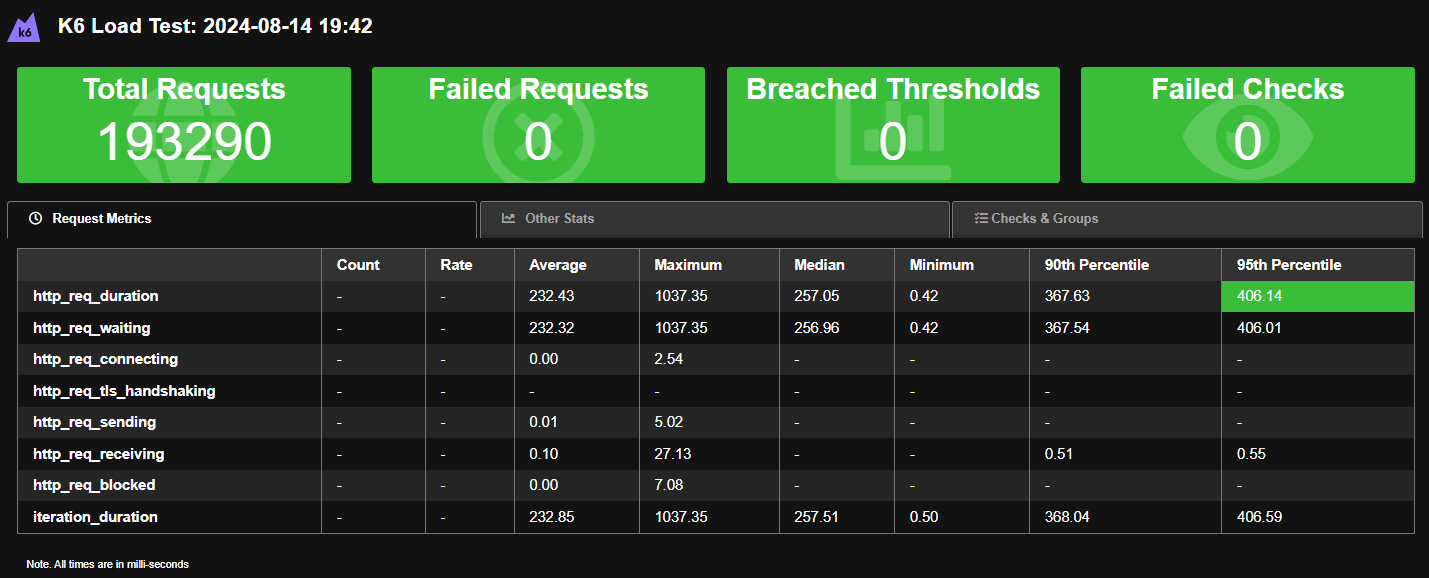 k6 K6 Load Test: 2024-08-14 19:42
Total Requests Failed Requests Breached Thresholds Failed Checks
193290 0 0 0
Request Metrics Other Stats Checks & Groups
Count Rate Average Maximum Median Minimum 90th Percentile 95th Percentile
http_req_duration - - 232.43 1037.35 257.05 0.42 367.63 406.14
http_req_waiting - - 232.32 1037.35 256.96 0.42 367.54 406.01
http_req_connecting - - 0.00 2.54 - - - -
http_req_tls_handshaking - - - - - - - -
http_req_sending - - 0.01 5.02 - - - -
http_req_receiving - - 0.10 27.13 - - 0.51 0.55
http_req_blocked - - 0.00 7.08 - - - -
iteration_duration - - 232.85 1037.35 257.51 0.50 368.04 406.59
Note. All times are in milli-seconds